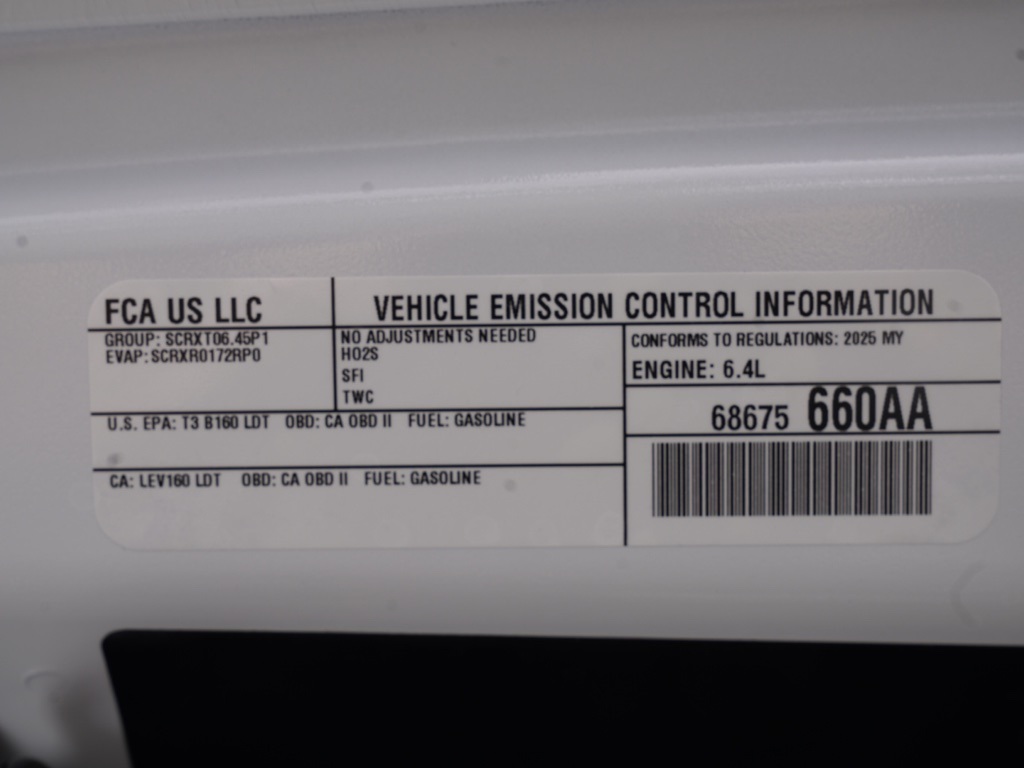 FCA US LLC
VEHICLE EMISSION CONTROL INFORMATION
GROUP: SCRXT06.45P1
EVAP: SCRXR0172RP0
NO ADJUSTMENTS NEEDED
HO2S
SFI
TWC
CONFORMS TO REGULATIONS: 2025 MY
ENGINE: 6.4L
68675 660AA
U.S. EPA: T3 B160 LDT OBD: CA OBD II FUEL: GASOLINE
CA: LEV160 LDT OBD: CA OBD II FUEL: GASOLINE